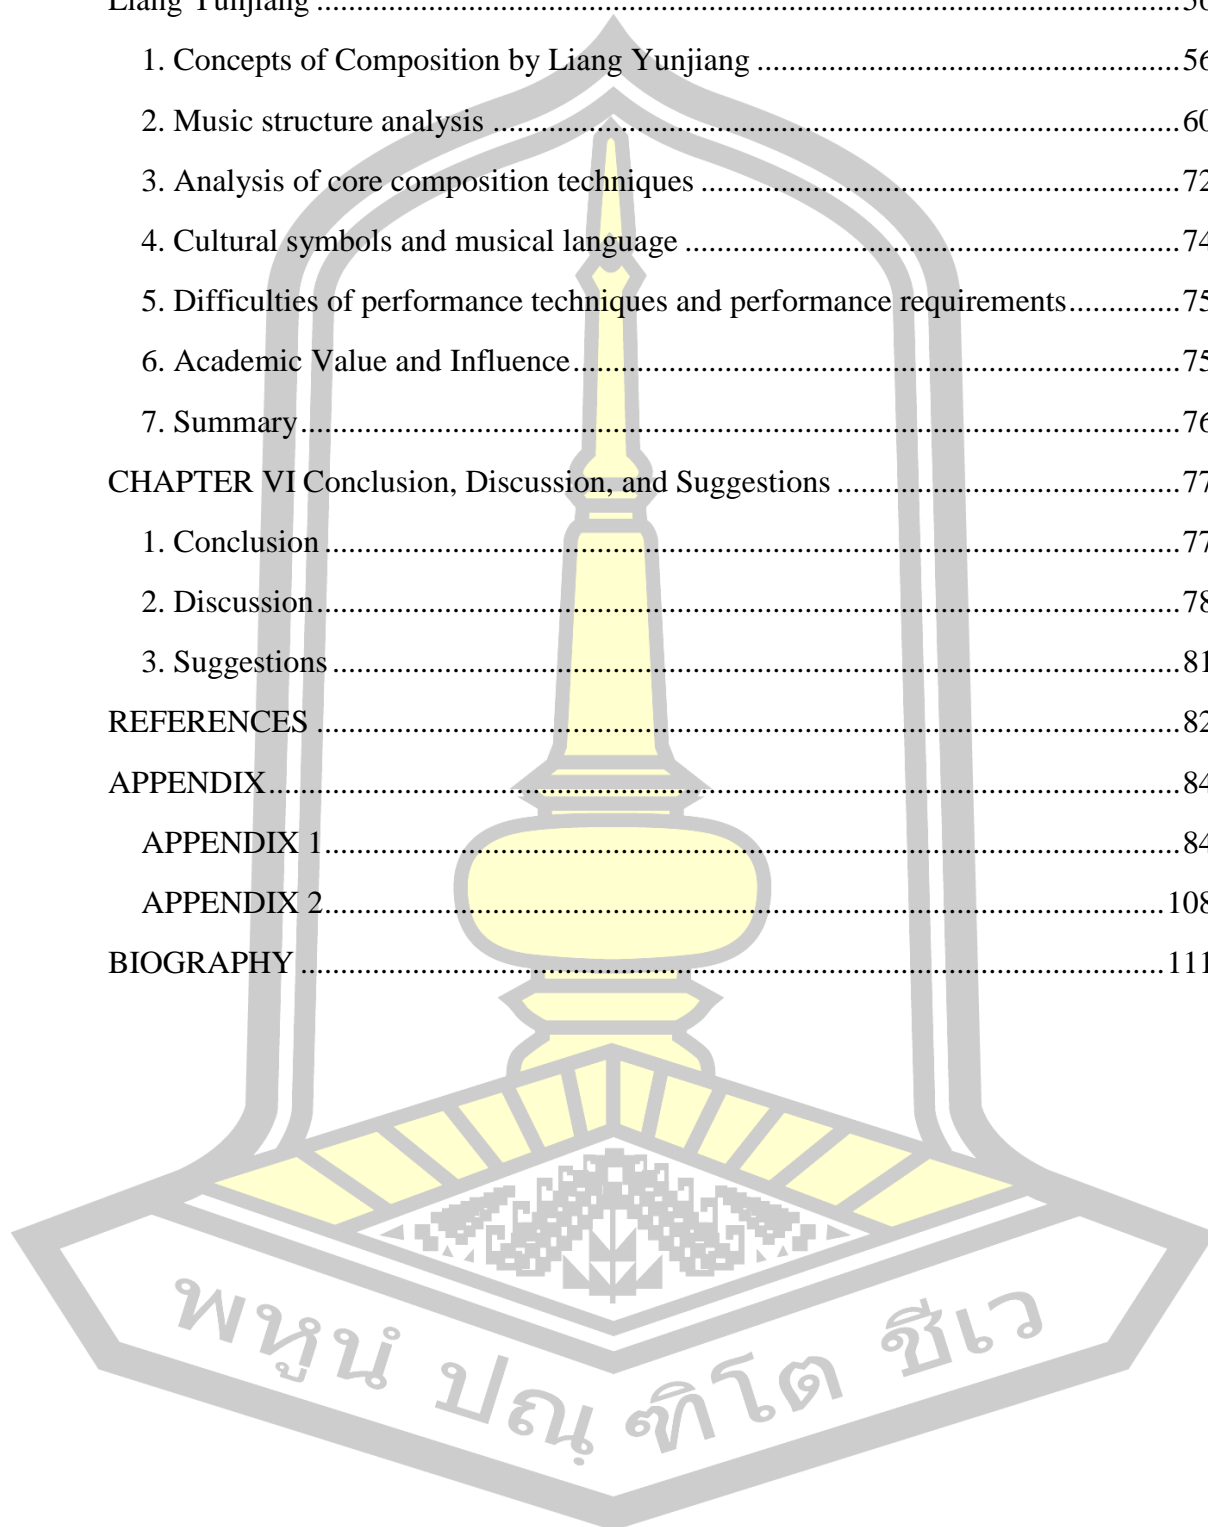 Liang Yunjiang ........................................................ 56
1. Concepts of Composition by Liang Yunjiang ........................................................ 56
2. Music structure analysis ........................................................ 60
3. Analysis of core composition techniques ........................................................ 72
4. Cultural symbols and musical language ........................................................ 74
5. Difficulties of performance techniques and performance requirements.............. 75
6. Academic Value and Influence........................................................ 75
7. Summary........................................................ 76
CHAPTER VI Conclusion, Discussion, and Suggestions ........................................................ 77
1. Conclusion ........................................................ 77
2. Discussion........................................................ 78
3. Suggestions ........................................................ 81
REFERENCES ........................................................ 82
APPENDIX........................................................ 84
APPENDIX 1........................................................ 84
APPENDIX 2........................................................ 108
BIOGRAPHY ........................................................ 111
พหูนํ ปณฺฑิโต ชีเว